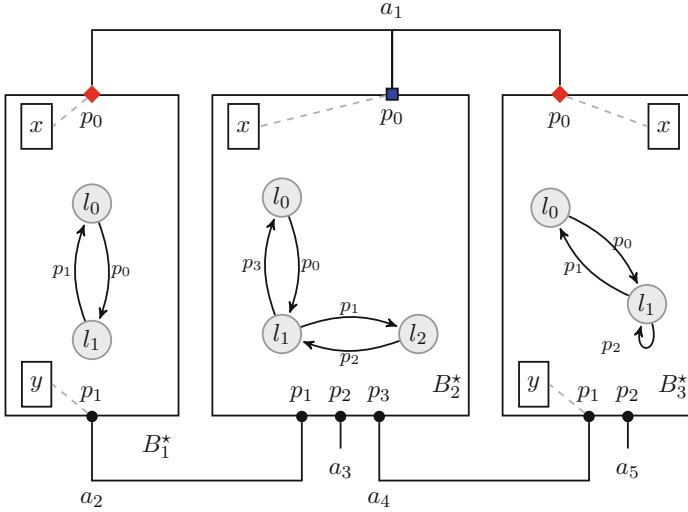 a₁
p₀ p₀ p₀
x x x
l₀ l₀ l₀
p₁ p₀ p₃ p₀ p₀ p₁
l₁ l₁ p₁ l₂ l₁
p₂ p₂
y p₁ p₁ p₂ p₃ B₂* y p₁ p₂ B₃*
B₁*
a₂ a₃ a₄ a₅